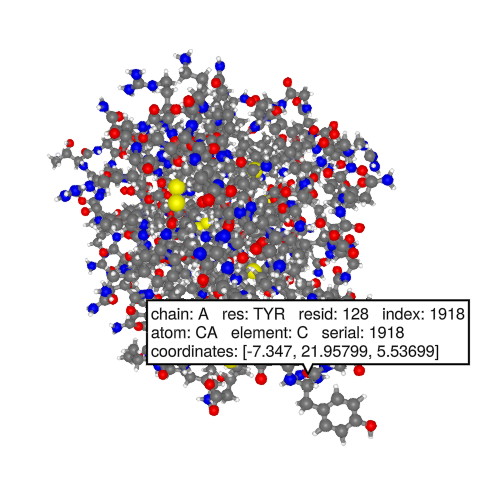 chain: A   res: TYR   resid: 128   index: 1918
atom: CA   element: C   serial: 1918
coordinates: [-7.347, 21.95799, 5.53699]